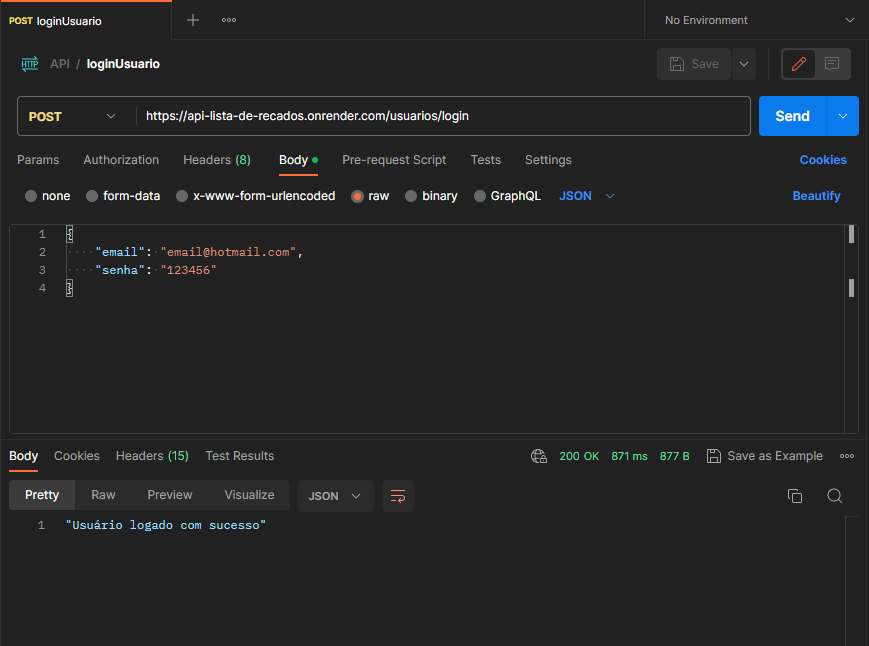 POST loginUsuario
No Environment
HTTP API / loginUsuario
Save
POST https://api-lista-de-recados.onrender.com/usuarios/login Send
Params Authorization Headers (8) Body Pre-request Script Tests Settings Cookies
none form-data x-www-form-urlencoded raw binary GraphQL JSON Beautify
1 {
2 "email": "email@hotmail.com",
3 "senha": "123456"
4 }
Body Cookies Headers (15) Test Results 200 OK 871 ms 877 B Save as Example
Pretty Raw Preview Visualize JSON
1 "Usuário logado com sucesso"